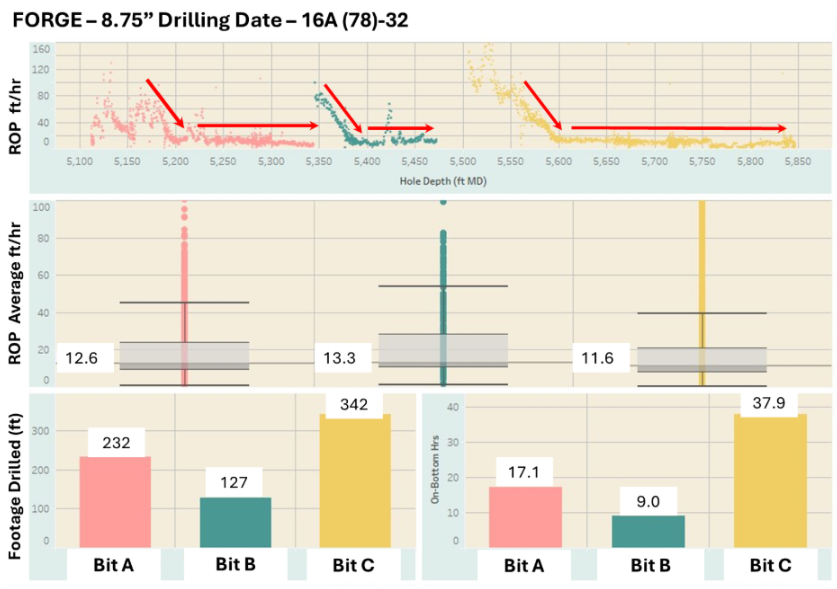 FORGE – 8.75” Drilling Date – 16A (78)-32
ROP ft/hr
160
120
80
40
0
5,100 5,150 5,200 5,250 5,300 5,350 5,400 5,450 5,500 5,550 5,600 5,650 5,700 5,750 5,800 5,850
Hole Depth (ft MD)
ROP Average ft/hr
100
80
60
40
20
0
12.6 13.3 11.6
Footage Drilled (ft)
300
200
100
0
232 127 342
Bit A Bit B Bit C
On-Bottom Hrs
40
30
20
10
0
17.1 9.0 37.9
Bit A Bit B Bit C